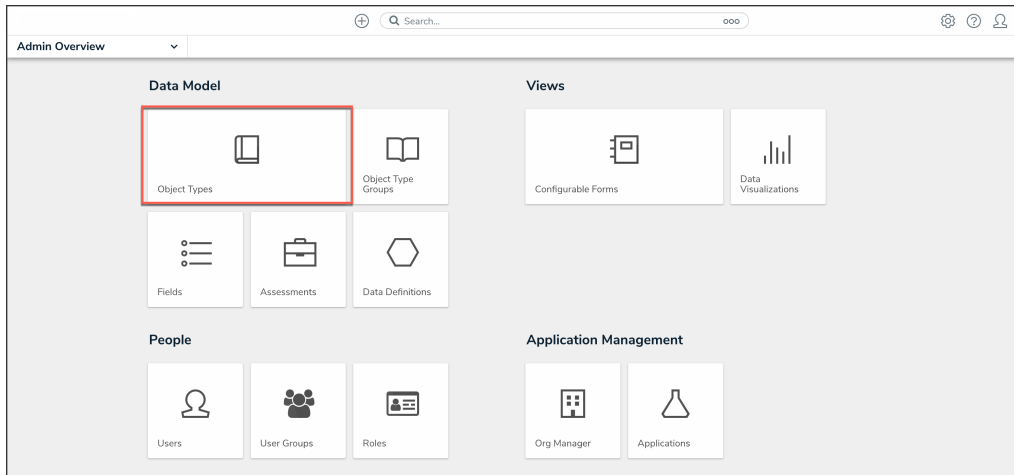 Search...
Admin Overview
Data Model
Views
Object Types
Object Type
Groups
Configurable Forms
Data
Visualizations
Fields
Assessments
Data Definitions
People
Application Management
Users
User Groups
Roles
Org Manager
Applications